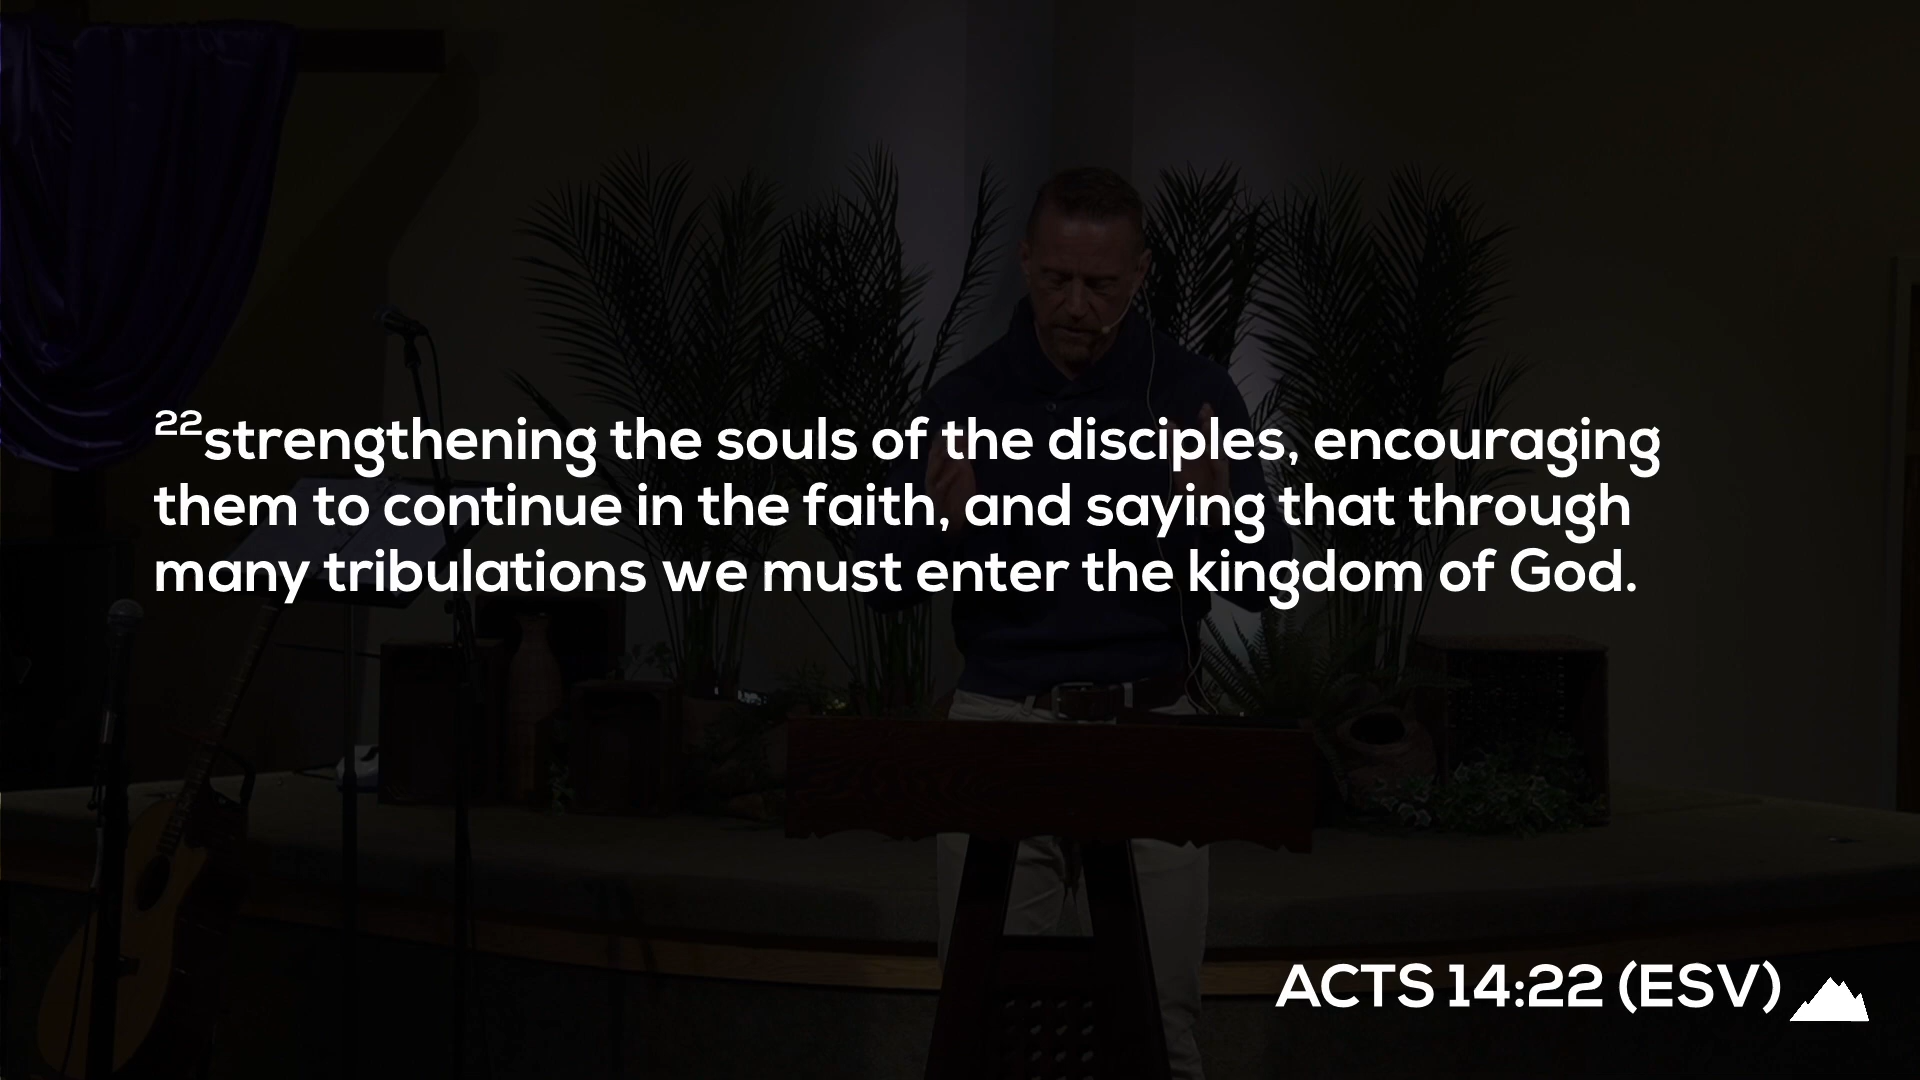 22strengthening the souls of the disciples, encouraging
them to continue in the faith, and saying that through
many tribulations we must enter the kingdom of God.
ACTS 14:22 (ESV)